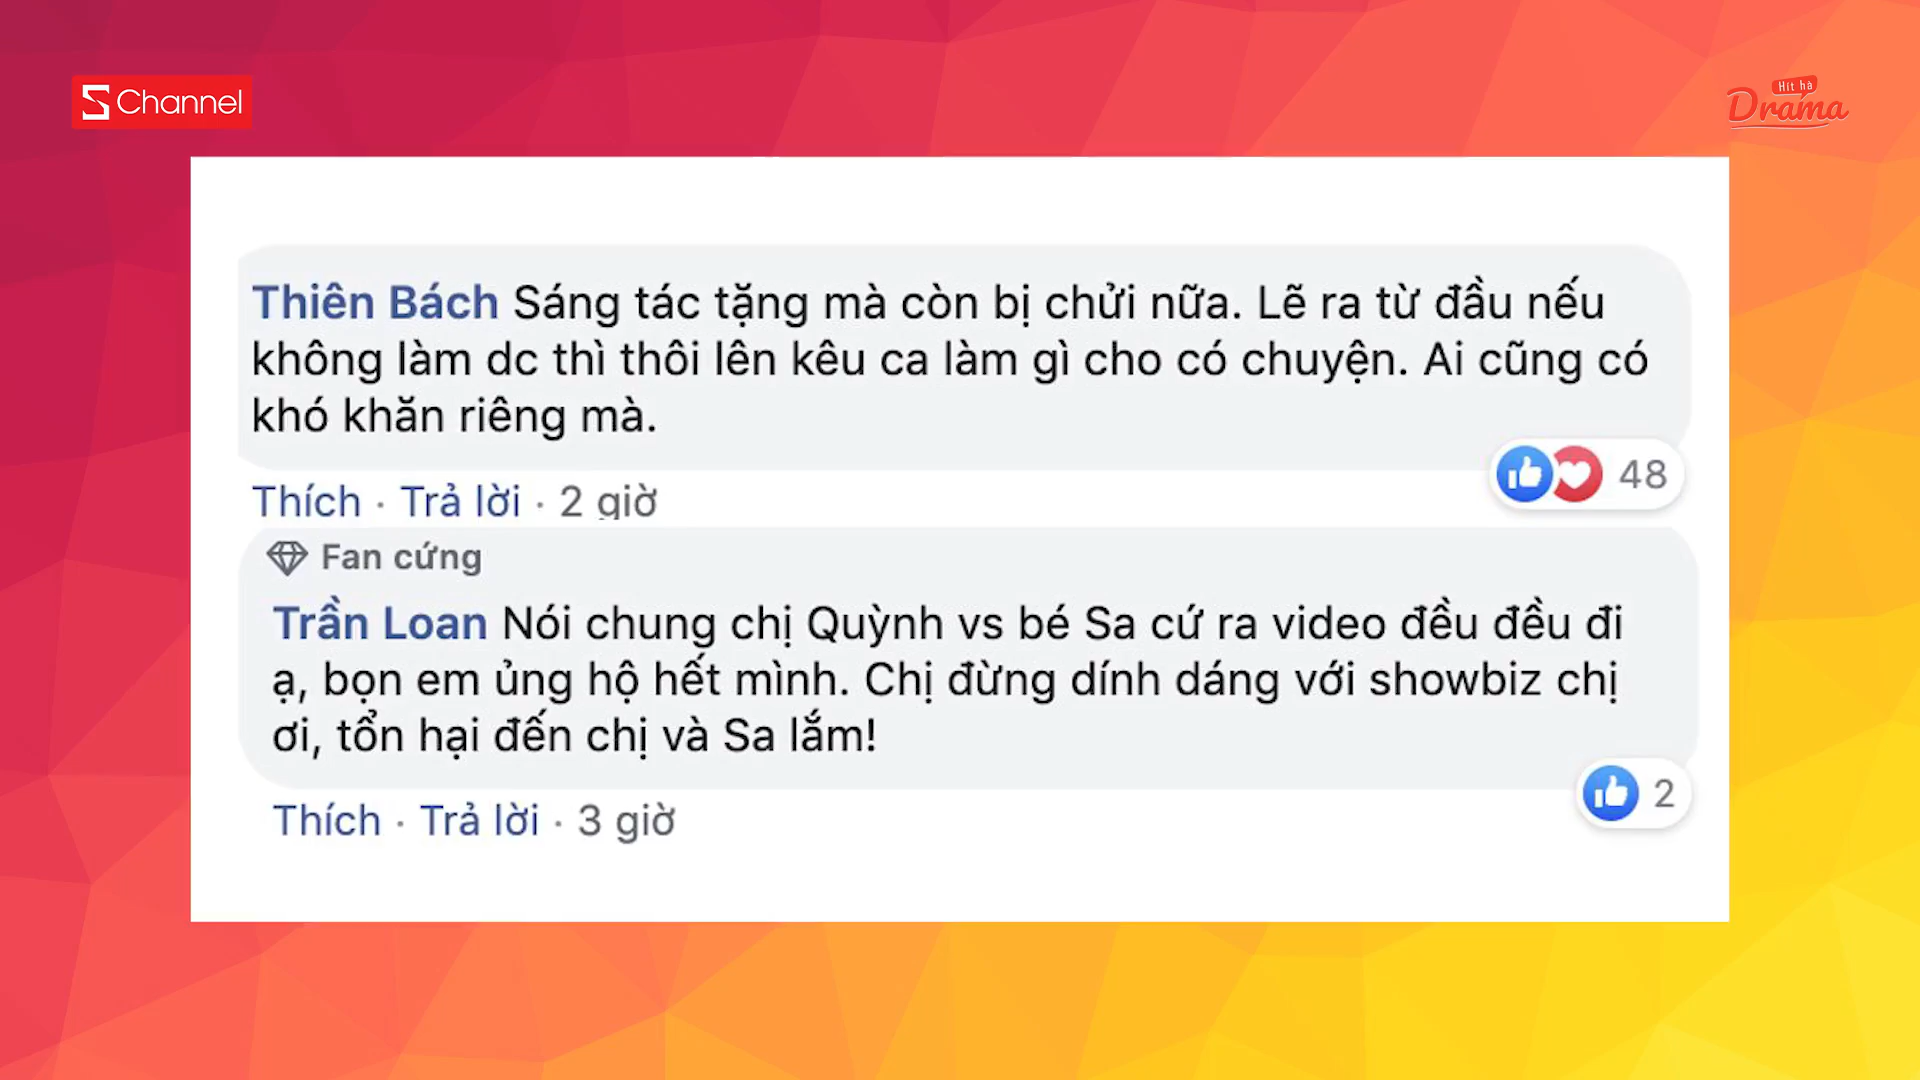 S Channel
Hít hà
Drama
Thiên Bách Sáng tác tặng mà còn bị chửi nữa. Lẽ ra từ đầu nếu
không làm dc thì thôi lên kêu ca làm gì cho có chuyện. Ai cũng có
khó khăn riêng mà.
48
Thích · Trả lời · 2 giờ
Fan cứng
Trần Loan Nói chung chị Quỳnh vs bé Sa cứ ra video đều đều đi
ạ, bọn em ủng hộ hết mình. Chị đừng dính dáng với showbiz chị
ơi, tổn hại đến chị và Sa lắm!
2
Thích · Trả lời · 3 giờ